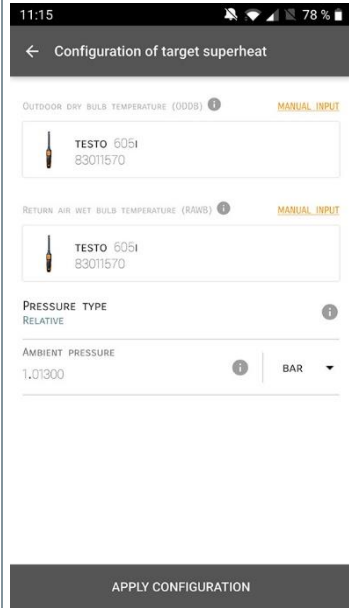 11:15 78 %
Configuration of target superheat
OUTDOOR DRY BULB TEMPERATURE (ODDB) MANUAL INPUT
TESTO 605I
83011570
RETURN AIR WET BULB TEMPERATURE (RAWB) MANUAL INPUT
TESTO 605I
83011570
PRESSURE TYPE
RELATIVE
AMBIENT PRESSURE
1.01300 BAR
APPLY CONFIGURATION